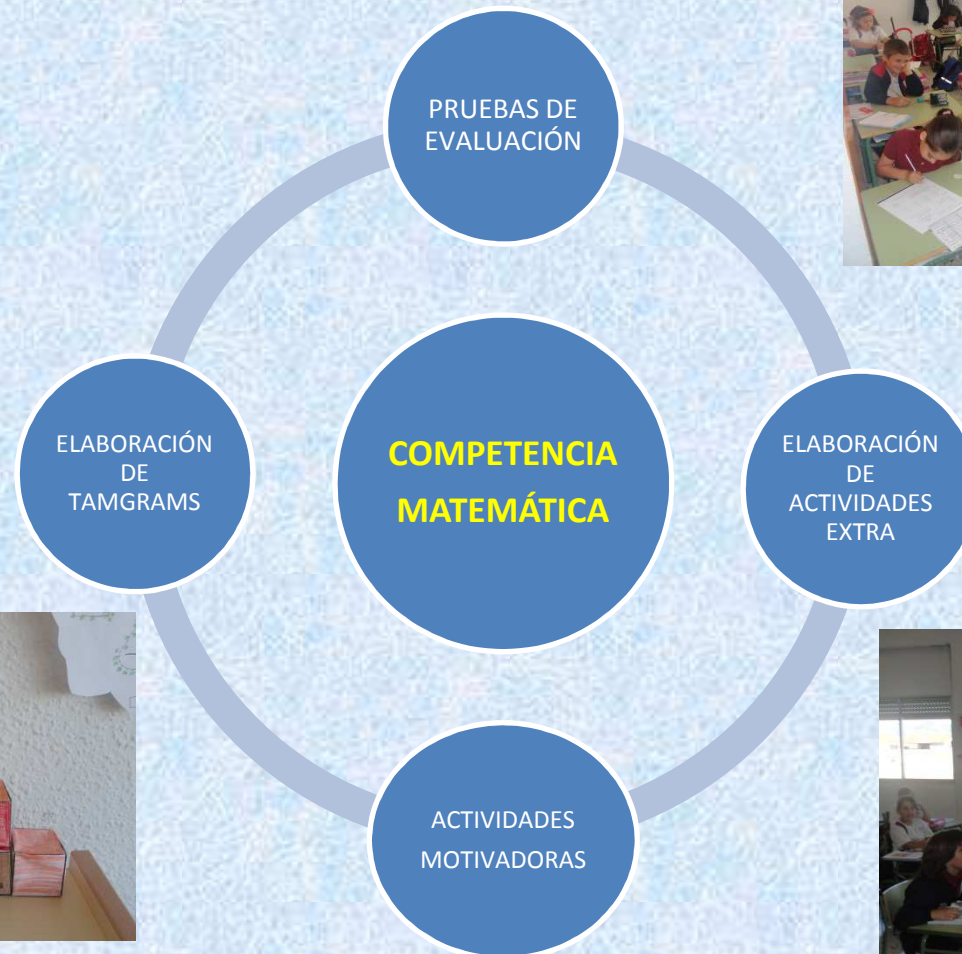 PRUEBAS DE
EVALUACIÓN
ELABORACIÓN
DE
TAMGRAMS
COMPETENCIA
MATEMÁTICA
ELABORACIÓN
DE
ACTIVIDADES
EXTRA
ACTIVIDADES
MOTIVADORAS